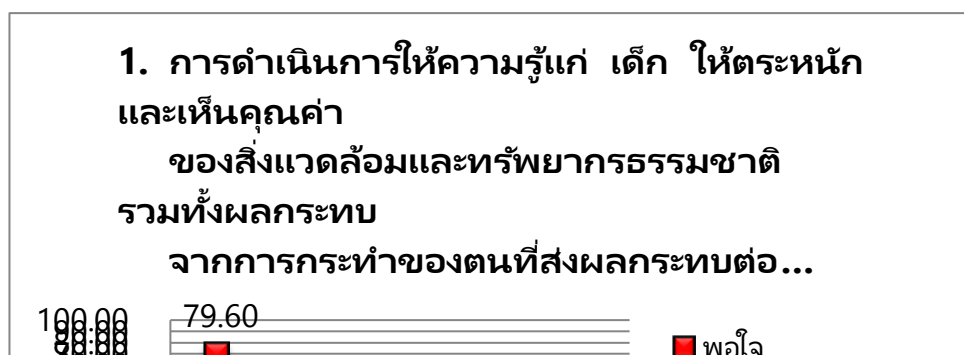 1. การดำเนินการให้ความรู้แก่ เด็ก ให้ตระหนัก
และเห็นคุณค่า
ของสิ่งแวดล้อมและทรัพยากรธรรมชาติ
รวมทั้งผลกระทบ
จากการกระทำของตนที่ส่งผลกระทบต่อ...
79.60
100.00
พอใจ